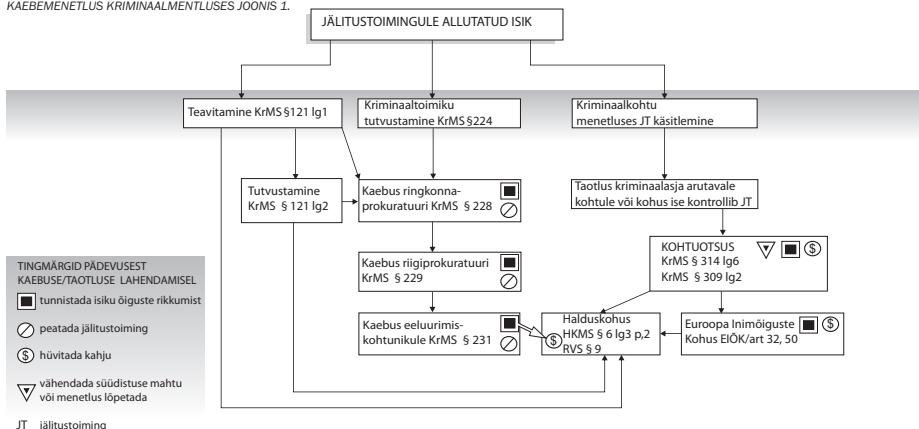 KAEBEMENETLUS KRIMINAALMENTLUSES JOONIS 1.
JÄLITUSTOIMINGULE ALLUTATUD ISIK
Teavitamine KrMS §121 lg1
Kriminaaltoimiku
tutvustamine KrMS §224
Kriminaalkohtu
menetluses JT käsitlemine
Tutvustamine
KrMS § 121 lg2
Kaebus ringkonna-
prokuratuuri KrMS § 228
Taotlus kriminaalasja arutavale
kohtule või kohus ise kontrollib JT
Kaebus riigiprokuratuuri
KrMS § 229
KOHTUOTSUS
KrMS § 314 lg6
KrMS § 309 lg2
$
Kaebus eeluurimis-
kohtunikule KrMS § 231
$
Halduskohus
HKMS § 6 lg3 p,2
RVS § 9
Euroopa Inimõiguste
Kohus EIÕK/art 32, 50
$
TINGMÄRGID PÄDEVUSEST
KAEBUSE/TAOTLUSE LAHENDAMISEL
tunnistada isiku õiguste rikkumist
peatada jälitustoiming
$ hüvitada kahju
vähendada süüdistuse mahtu
või menetlus lõpetada
JT jälitustoiming